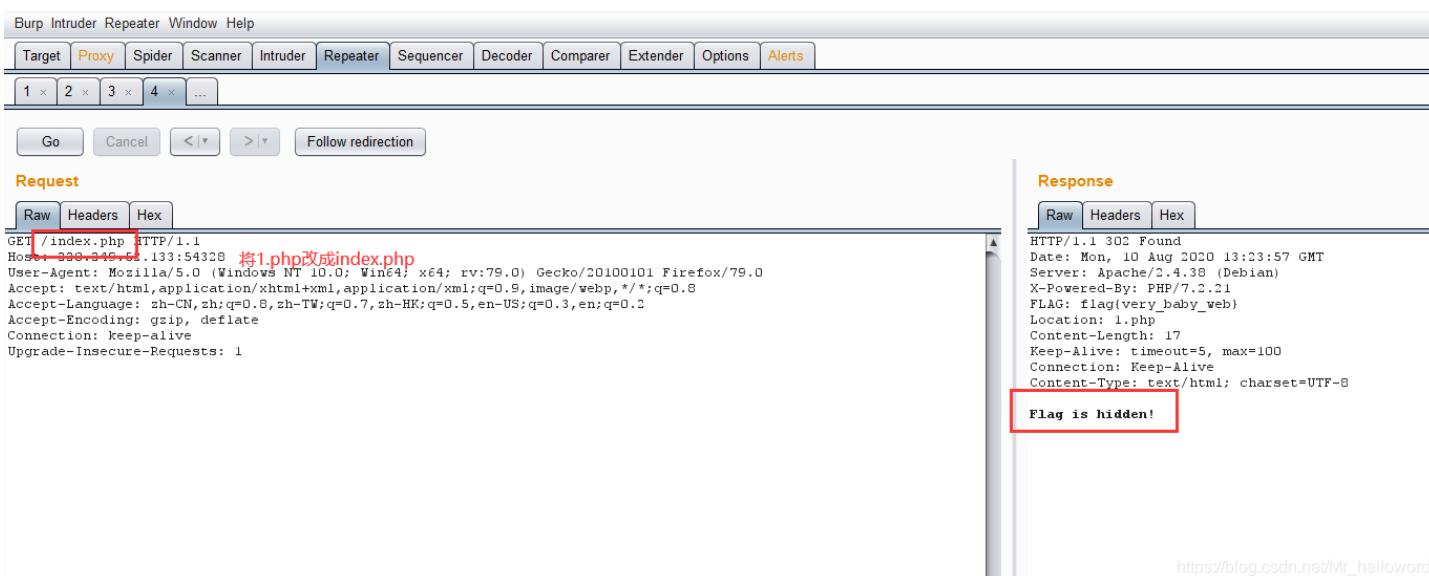 Burp Intruder Repeater Window Help
Target Proxy Spider Scanner Intruder Repeater Sequencer Decoder Comparer Extender Options Alerts
1 × 2 × 3 × 4 × ...
Go Cancel < | ▼ > | ▼ Follow redirection
Request
Raw Headers Hex
GET /index.php HTTP/1.1
Host: :54328 将1.php改成index.php
User-Agent: Mozilla/5.0 (Windows NT 10.0; Win64; x64; rv:79.0) Gecko/20100101 Firefox/79.0
Accept: text/html,application/xhtml+xml,application/xml;q=0.9,image/webp,*/*;q=0.8
Accept-Language: zh-CN,zh;q=0.8,zh-TW;q=0.7,zh-HK;q=0.5,en-US;q=0.3,en;q=0.2
Accept-Encoding: gzip, deflate
Connection: keep-alive
Upgrade-Insecure-Requests: 1
Response
Raw Headers Hex
HTTP/1.1 302 Found
Date: Mon, 10 Aug 2020 13:23:57 GMT
Server: Apache/2.4.38 (Debian)
X-Powered-By: PHP/7.2.21
FLAG: flag{very_baby_web}
Location: 1.php
Content-Length: 17
Keep-Alive: timeout=5, max=100
Connection: Keep-Alive
Content-Type: text/html; charset=UTF-8
Flag is hidden!
https://blog.csdn.net/Mr_helloword